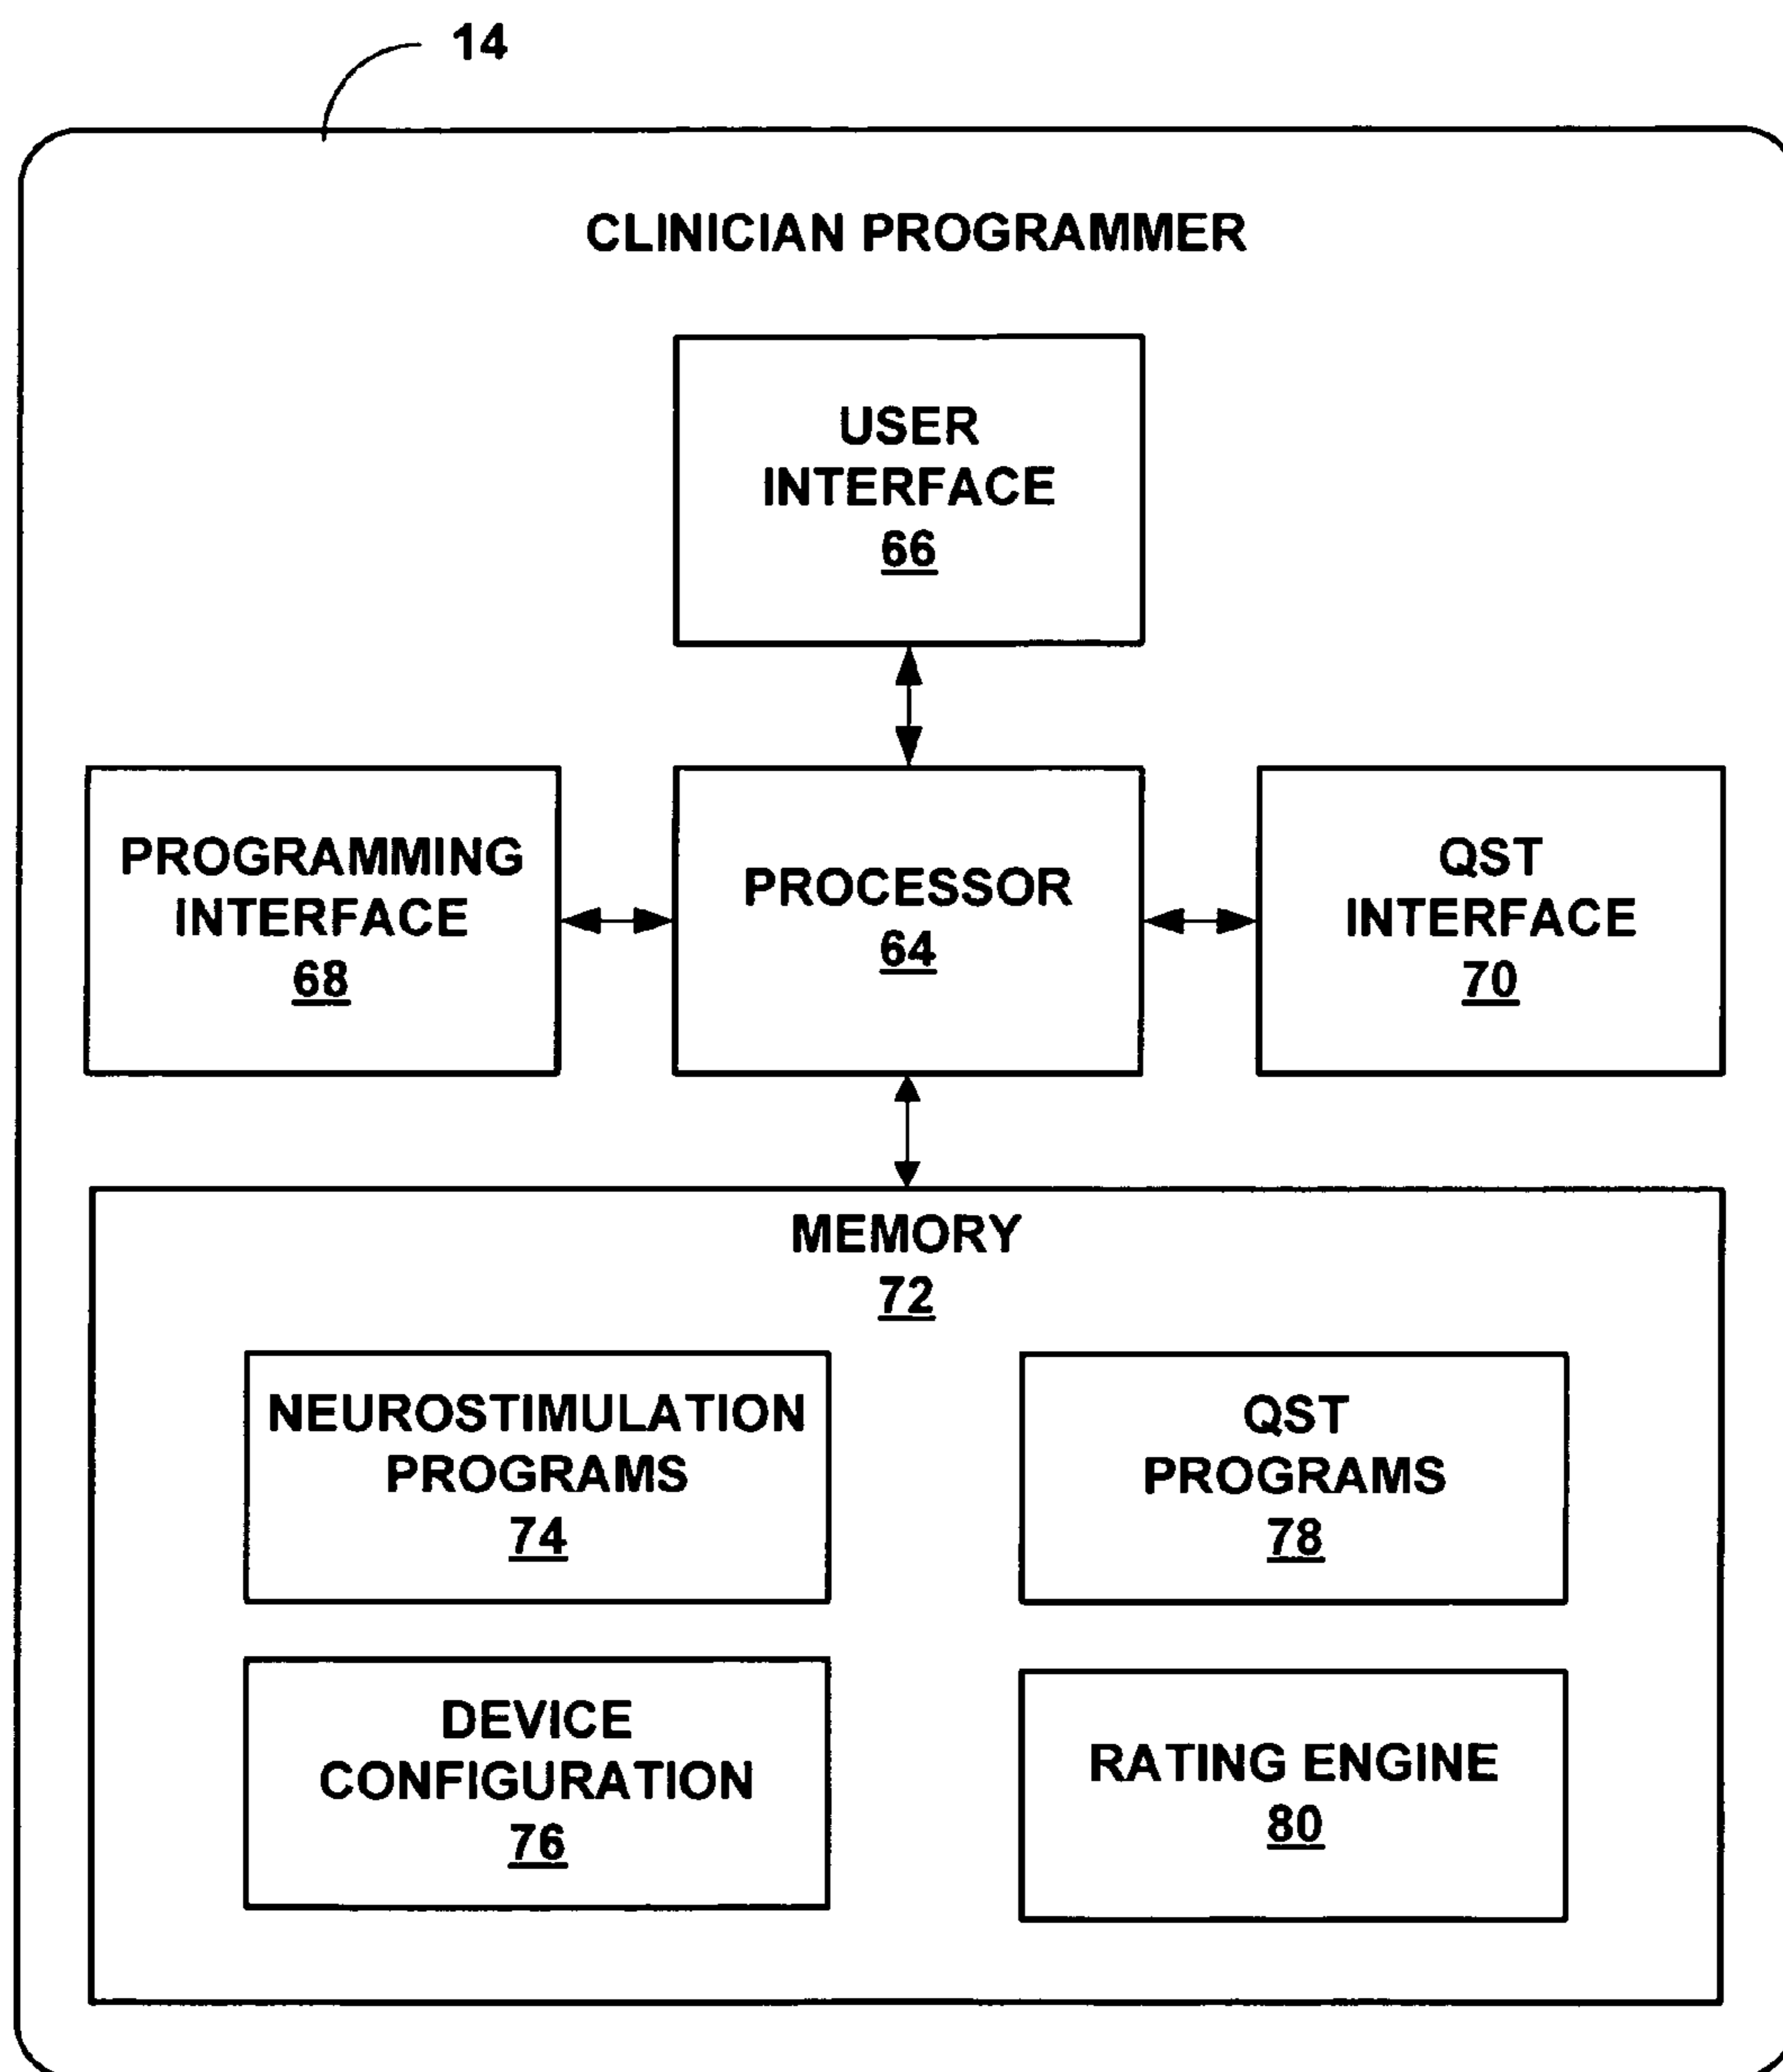 14
CLINICIAN PROGRAMMER
USER
INTERFACE
66
PROGRAMMING
INTERFACE
68
PROCESSOR
64
QST
INTERFACE
70
MEMORY
72
NEUROSTIMULATION
PROGRAMS
74
QST
PROGRAMS
78
DEVICE
CONFIGURATION
76
RATING ENGINE
80